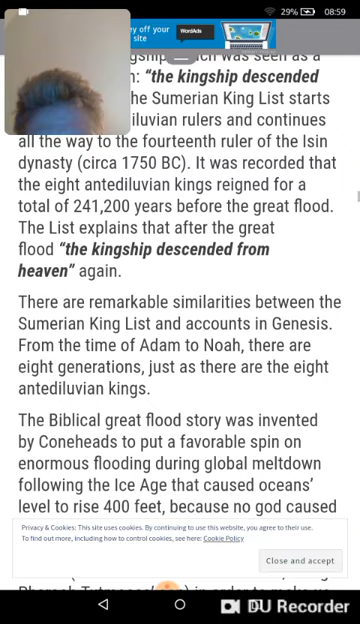 29% 08:59
ey off your
site
WordAds
gship which was seen as a
n: “the kingship descended
he Sumerian King List starts
iluvian rulers and continues
all the way to the fourteenth ruler of the Isin
dynasty (circa 1750 BC). It was recorded that
the eight antediluvian kings reigned for a
total of 241,200 years before the great flood.
The List explains that after the great
flood “the kingship descended from
heaven” again.
There are remarkable similarities between the
Sumerian King List and accounts in Genesis.
From the time of Adam to Noah, there are
eight generations, just as there are the eight
antediluvian kings.
The Biblical great flood story was invented
by Coneheads to put a favorable spin on
enormous flooding during global meltdown
following the Ice Age that caused oceans’
level to rise 400 feet, because no god caused
Privacy & Cookies: This site uses cookies. By continuing to use this website, you agree to their use.
To find out more, including how to control cookies, see here: Cookie Policy
Close and accept
DU Recorder